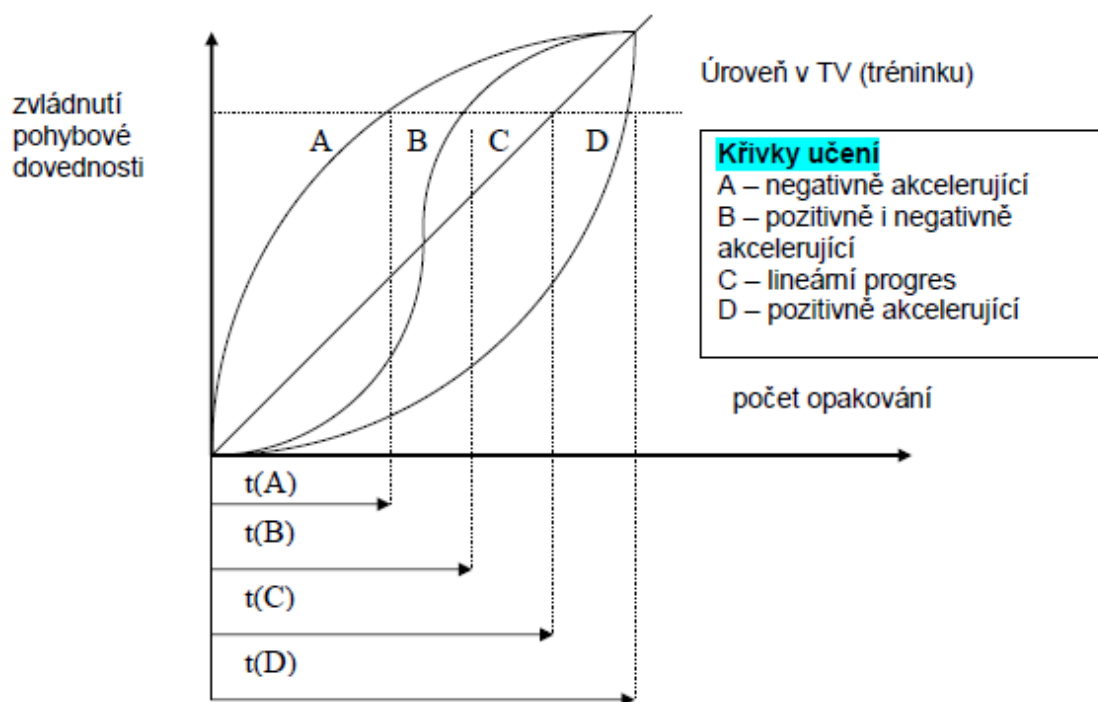 zvládnutí
pohybové
dovednosti
A
B
C
D
Úroveň v TV (tréninku)
Křivky učení
A – negativně akcelerující
B – pozitivně i negativně
akcelerující
C – lineární progres
D – pozitivně akcelerující
počet opakování
t(A)
t(B)
t(C)
t(D)